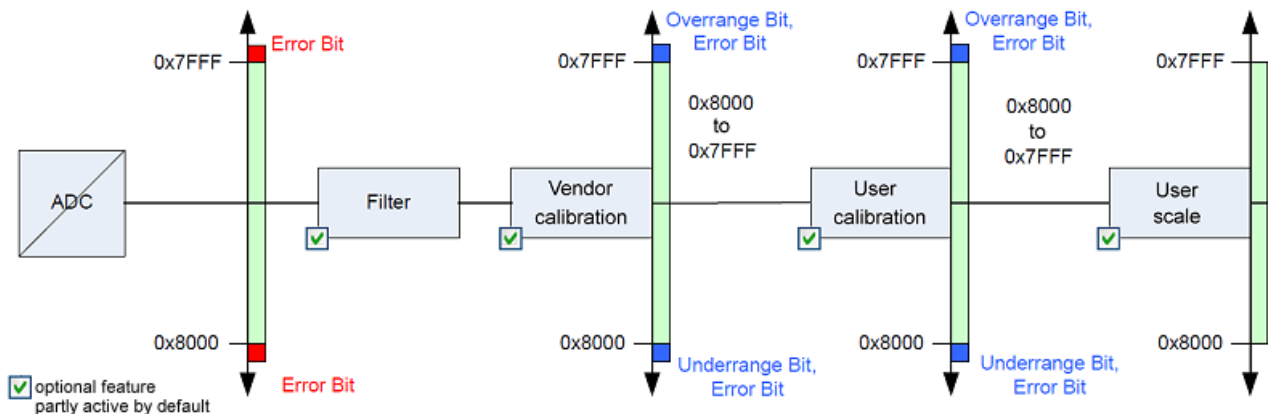 Error Bit
Overrange Bit,
Error Bit
Overrange Bit,
Error Bit
0x7FFF
0x7FFF
0x7FFF
0x7FFF
0x8000
to
0x7FFF
0x8000
to
0x7FFF
ADC
Filter
Vendor
calibration
User
calibration
User
scale
0x8000
0x8000
0x8000
0x8000
Error Bit
Underrange Bit,
Error Bit
Underrange Bit,
Error Bit
optional feature
partly active by default